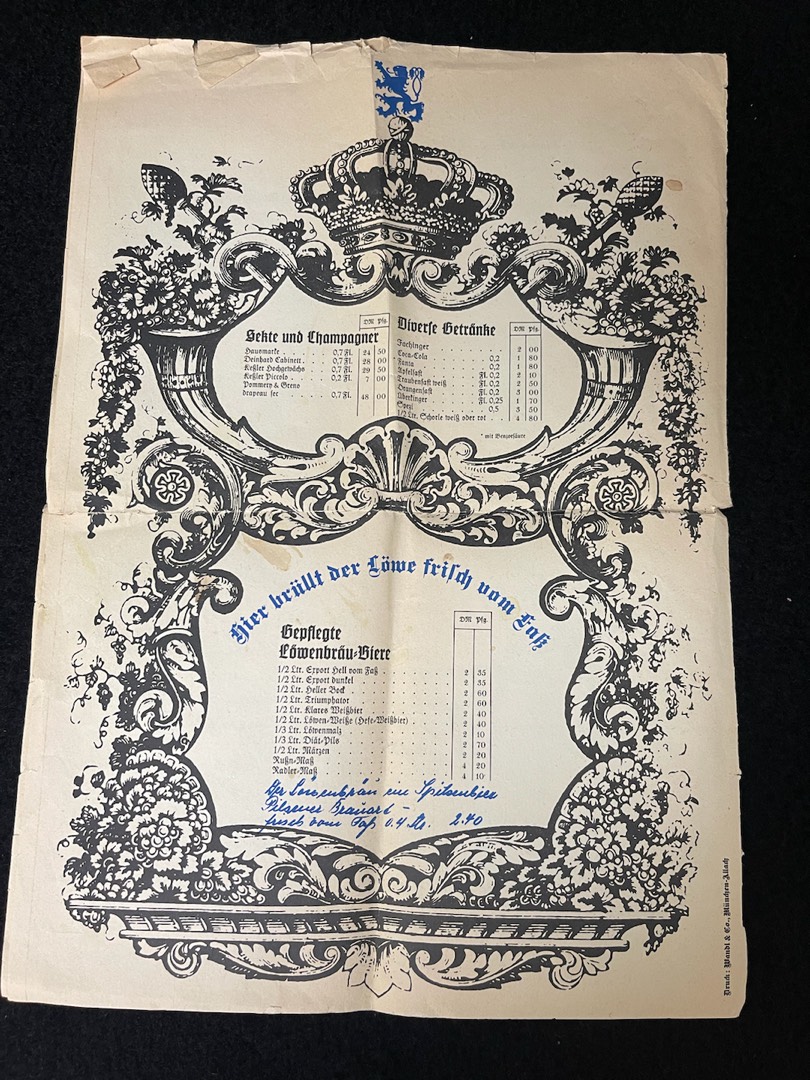 Sekte und Champagner DM Pfg.
Hausmarke . . . . 0,7 Fl. 24 50
Deinhard Cabinett . . 0,7 Fl. 28 00
Keßler Hochgewächs 0,7 Fl. 29 50
Keßler Piccolo . . . 0,2 Fl. 7 00
Pommery & Greno
drapeau sec . . . . 0,7 Fl. 48 00
Diverse Getränke DM Pfg.
Fachinger . . . . 2 00
Coca-Cola . . . . 0,2 1 80
Fanta . . . . 0,2 1 80
Apfelsaft . . . . Fl. 0,2 2 10
Traubensaft weiß . . Fl. 0,2 2 50
Orangensaft . . . Fl. 0,2 3 00
Überkinger . . . Fl. 0,25 1 70
Spezi . . . . 0,5 3 50
1/2 Ltr. Schorle weiß oder rot . . 4 80
* mit Benzoesäure
Hier brüllt der Löwe frisch vom Faß
Gepflegte
Löwenbräu-Biere DM Pfg.
1/2 Ltr. Export Hell vom Faß . . . . 2 35
1/2 Ltr. Export dunkel . . . . 2 35
1/2 Ltr. Heller Bock . . . . 2 60
1/2 Ltr. Triumphator . . . . 2 60
1/2 Ltr. Klares Weißbier . . . . 2 40
1/2 Ltr. Löwen-Weiße (Hefe-Weißbier) . . . . 2 40
1/3 Ltr. Löwenmalz . . . . 2 10
1/3 Ltr. Diät-Pils . . . . 2 70
1/2 Ltr. Märzen . . . . 2 20
Rußn-Maß . . . . 4 20
Radler-Maß . . . . 4 10
Der Löwenbräu ein Spitzenbier
Pilsener Brauart -
frisch vom Faß 0.4 Ltr. 2.40
Druck: Wandl & Co., München-Allach